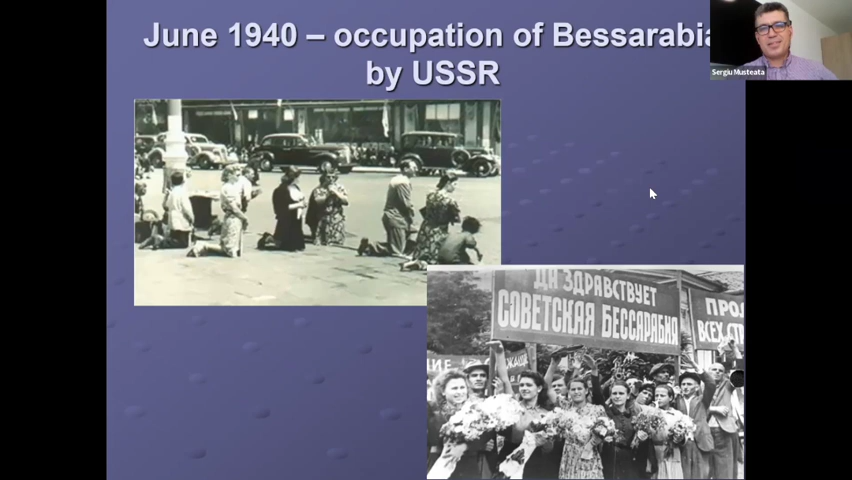 June 1940 – occupation of Bessarabia
by USSR
Sergiu Musteata
ДА ЗДРАВСТВУЕТ
СОВЕТСКАЯ БЕССАРАБИЯ